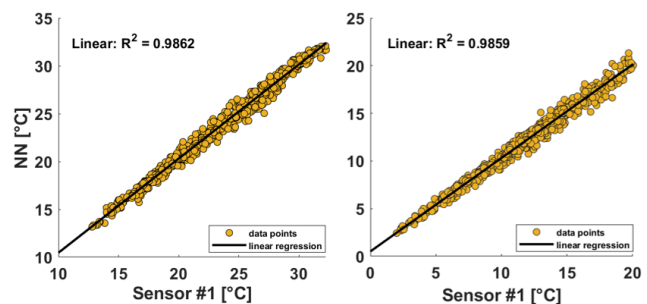 Linear: R² = 0.9862
NN [°C]
35
30
25
20
15
10
10 20 30
Sensor #1 [°C]
data points
linear regression
Linear: R² = 0.9859
25
20
15
10
5
0
0 5 10 15 20
Sensor #1 [°C]
data points
linear regression